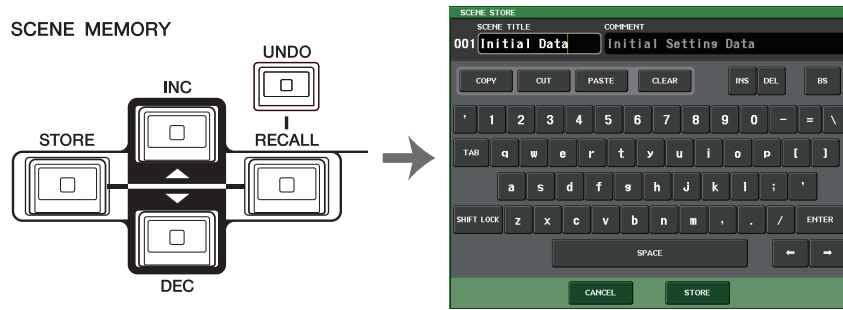 SCENE MEMORY
UNDO
INC
STORE
RECALL
DEC
SCENE STORE
SCENE TITLE COMMENT
001 Initial Data Initial Setting Data
COPY CUT PASTE CLEAR INS DEL BS
' 1 2 3 4 5 6 7 8 9 0 - = \
TAB q w e r t y u i o p [ ]
a s d f g h j k l ; '
SHIFT LOCK z x c v b n m , . / ENTER
SPACE ← →
CANCEL STORE